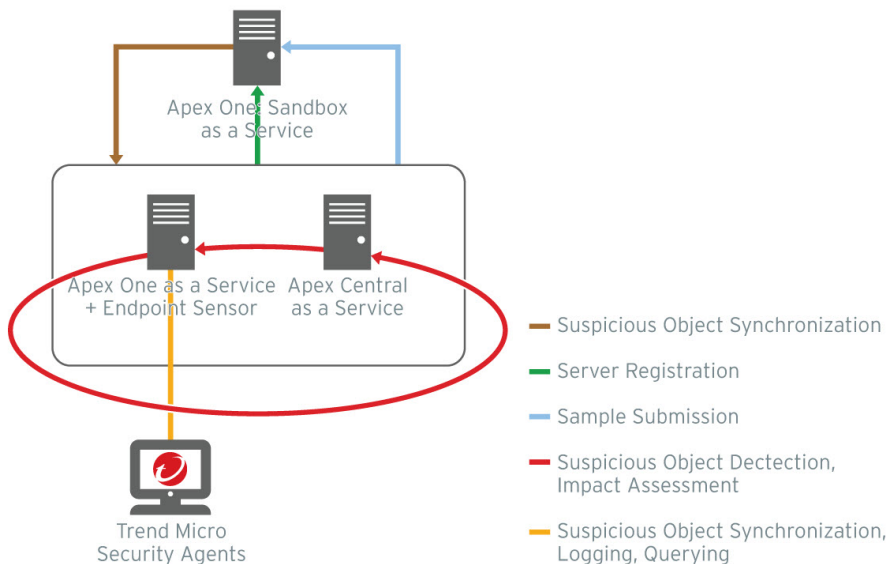 Apex One: Sandbox
as a Service
Apex One as a Service
+ Endpoint Sensor
Apex Central
as a Service
Trend Micro
Security Agents
Suspicious Object Synchronization
Server Registration
Sample Submission
Suspicious Object Dectection,
Impact Assessment
Suspicious Object Synchronization,
Logging, Querying